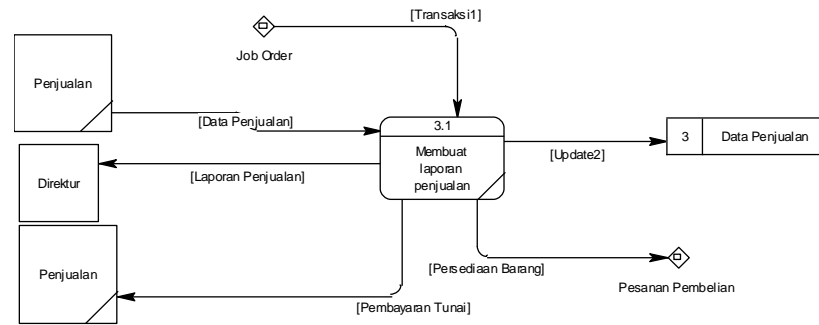 [Transaksi1]
Job Order
Penjualan
[Data Penjualan]
3.1
Membuat
laporan
penjualan
3 Data Penjualan
[Update2]
Direktur
[Laporan Penjualan]
Penjualan
[Persediaan Barang]
Pesanan Pembelian
[Pembayaran Tunai]